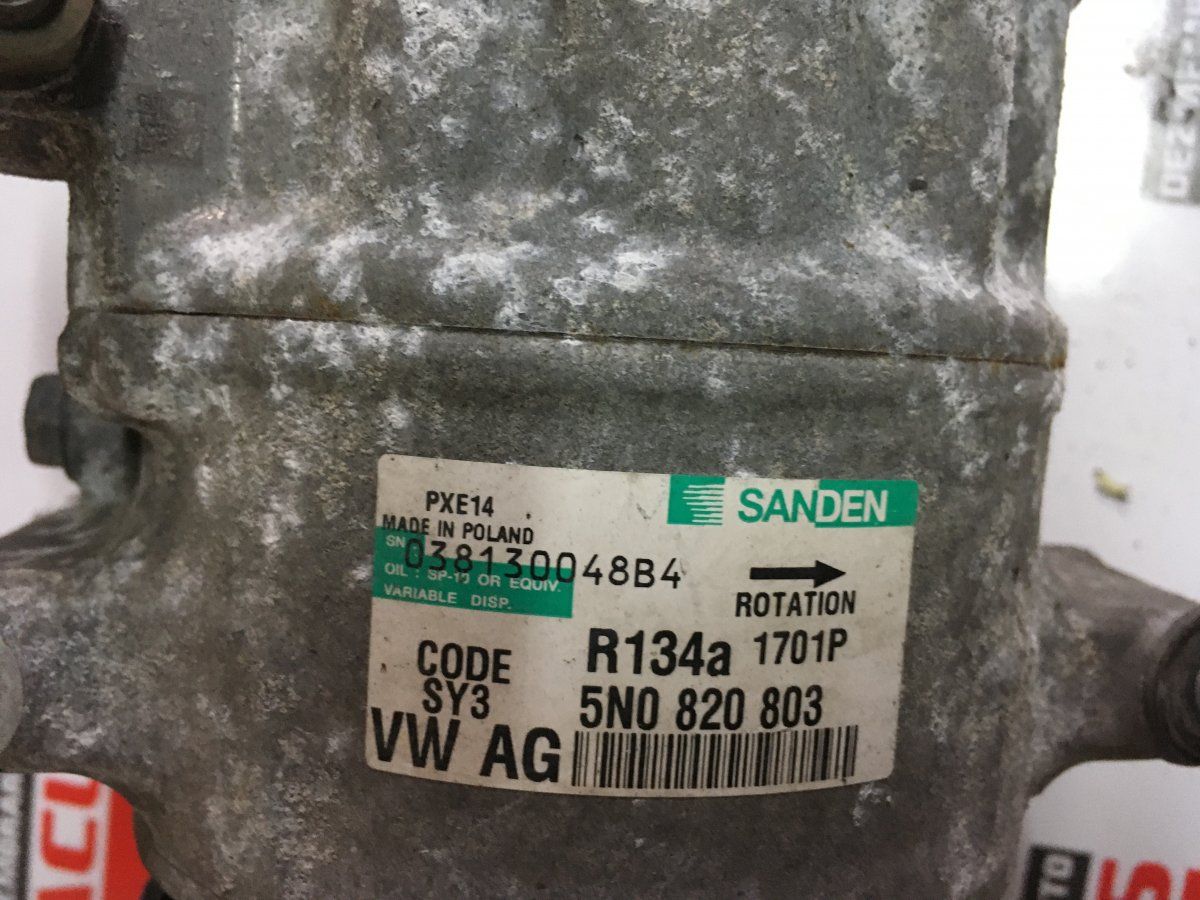 PXE14
MADE IN POLAND
SANDEN
SN
038130048B4
OIL : SP-10 OR EQUIV.
VARIABLE DISP.
ROTATION
CODE
SY3
R134a 1701P
5N0 820 803
VW AG